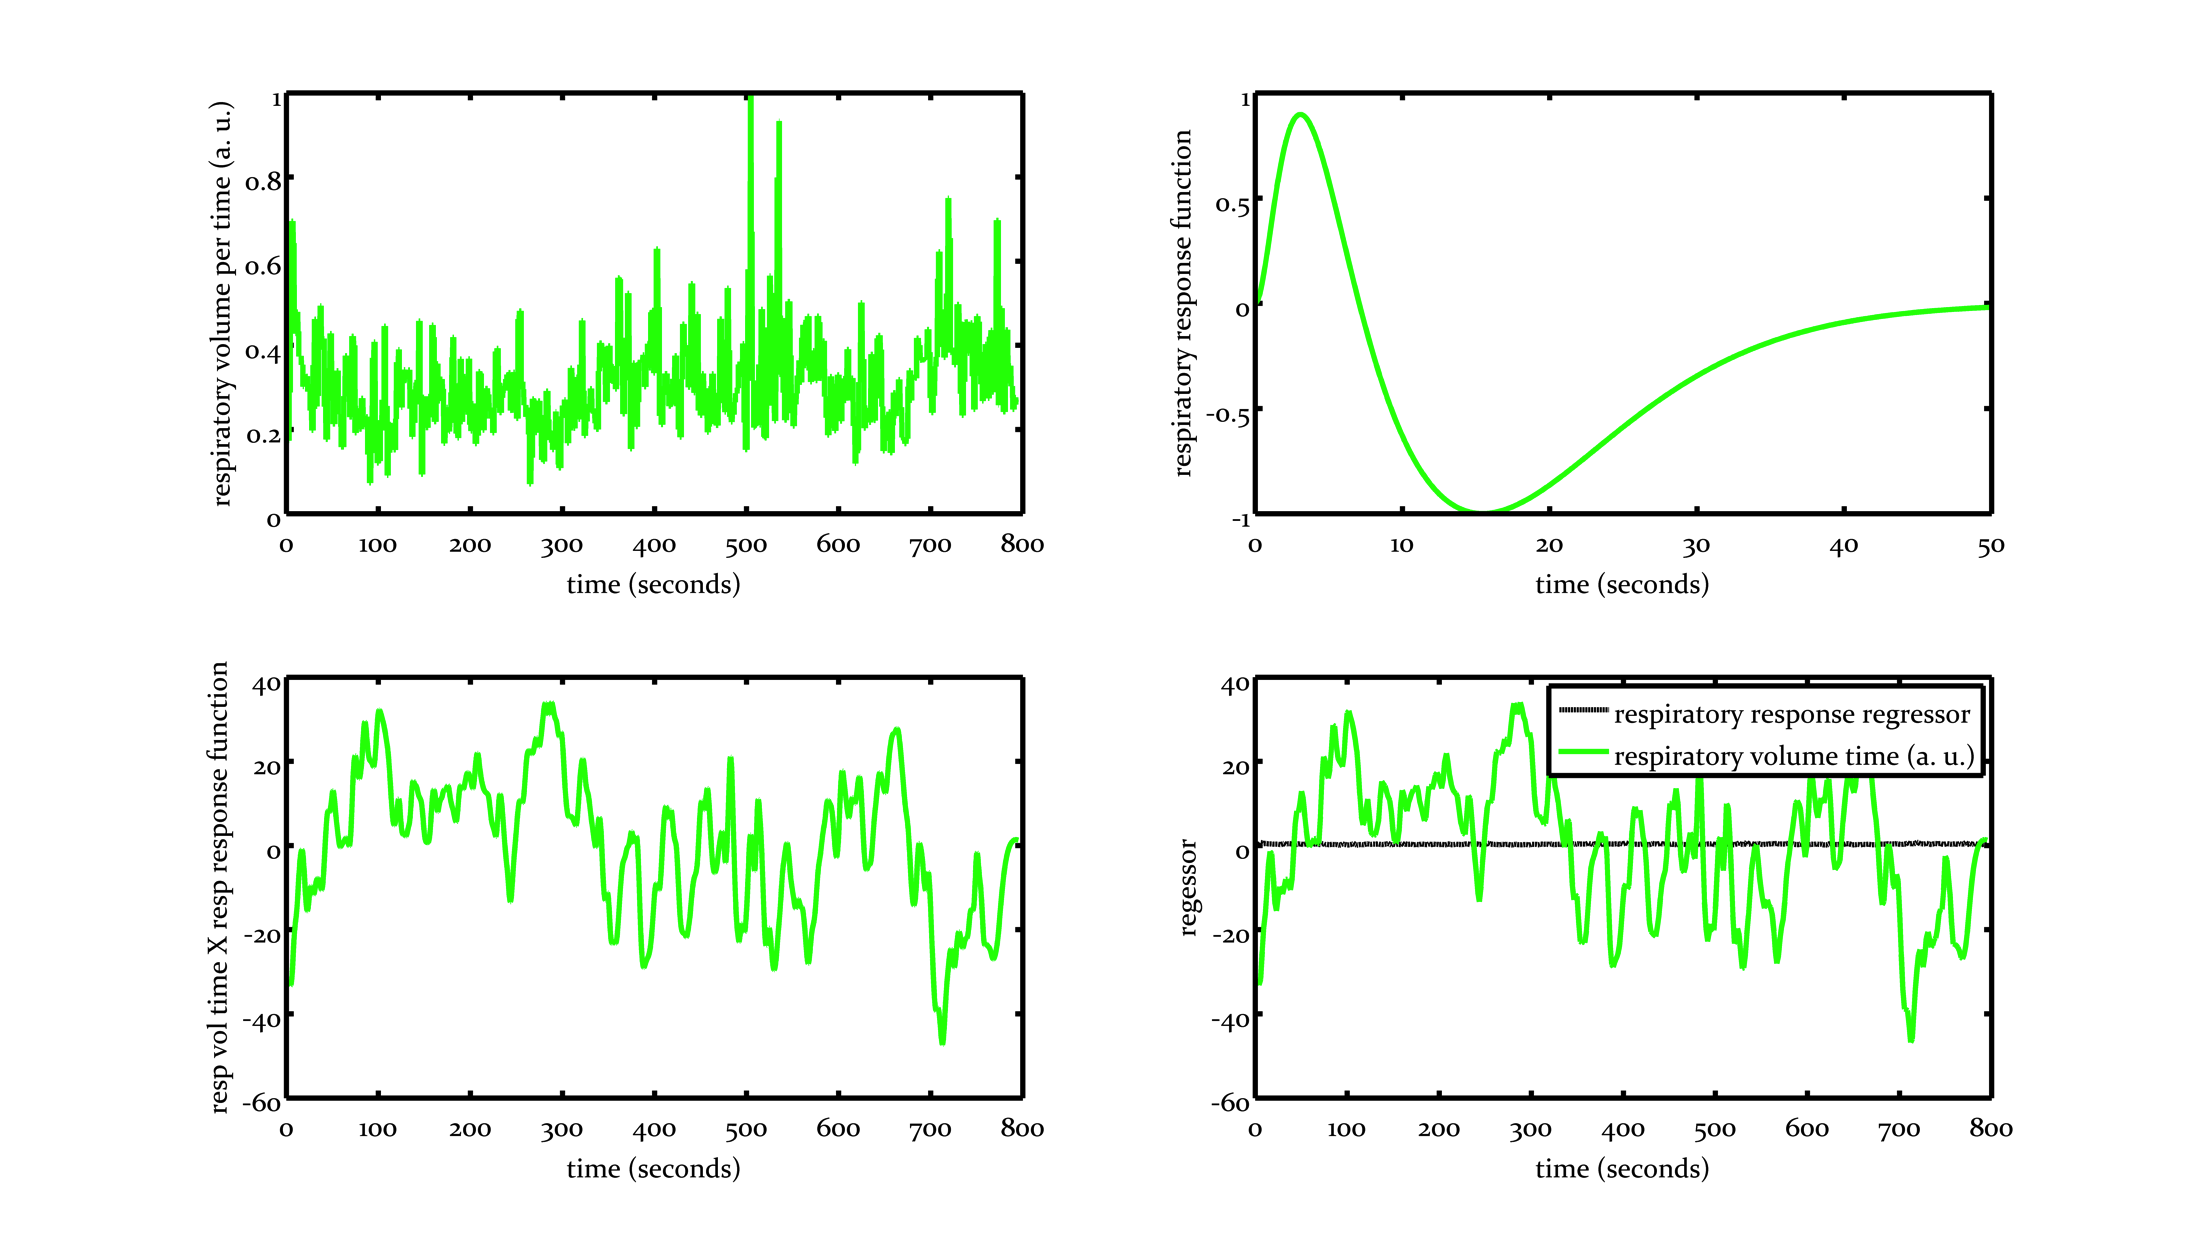 respiratory volume per time (a. u.)
1
0.8
0.6
0.4
0.2
0
0 100 200 300 400 500 600 700 800
time (seconds)
respiratory response function
1
0.5
0
-0.5
-1
0 10 20 30 40 50
time (seconds)
resp vol time X resp response function
40
20
0
-20
-40
-60
0 100 200 300 400 500 600 700 800
time (seconds)
regessor
40
20
0
-20
-40
-60
respiratory response regressor
respiratory volume time (a. u.)
0 100 200 300 400 500 600 700 800
time (seconds)